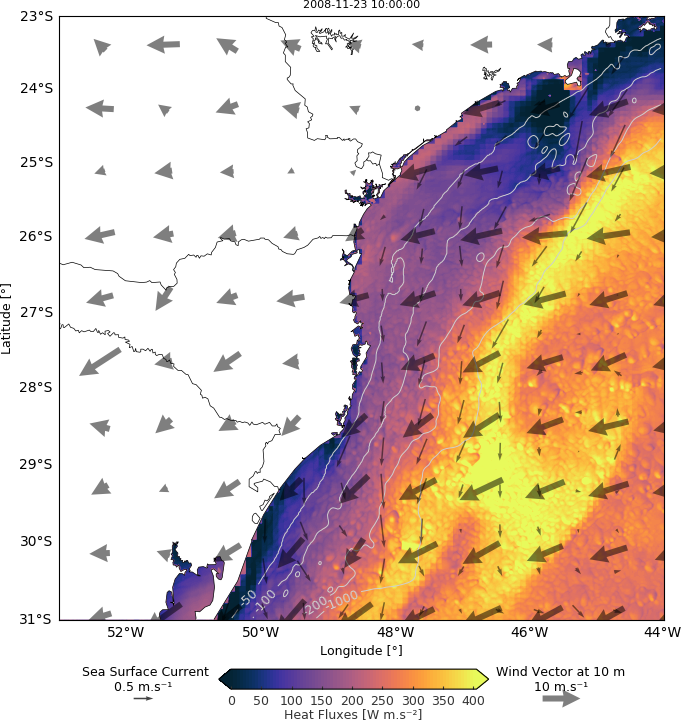 2008-11-23 10:00:00
23°S
24°S
25°S
26°S
27°S
28°S
29°S
30°S
31°S
Latitude [°]
-50
-100
-200
-1000
52°W 50°W 48°W 46°W 44°W
Longitude [°]
Sea Surface Current
0.5 m.s⁻¹
Wind Vector at 10 m
10 m.s⁻¹
0 50 100 150 200 250 300 350 400
Heat Fluxes [W m.s⁻²]